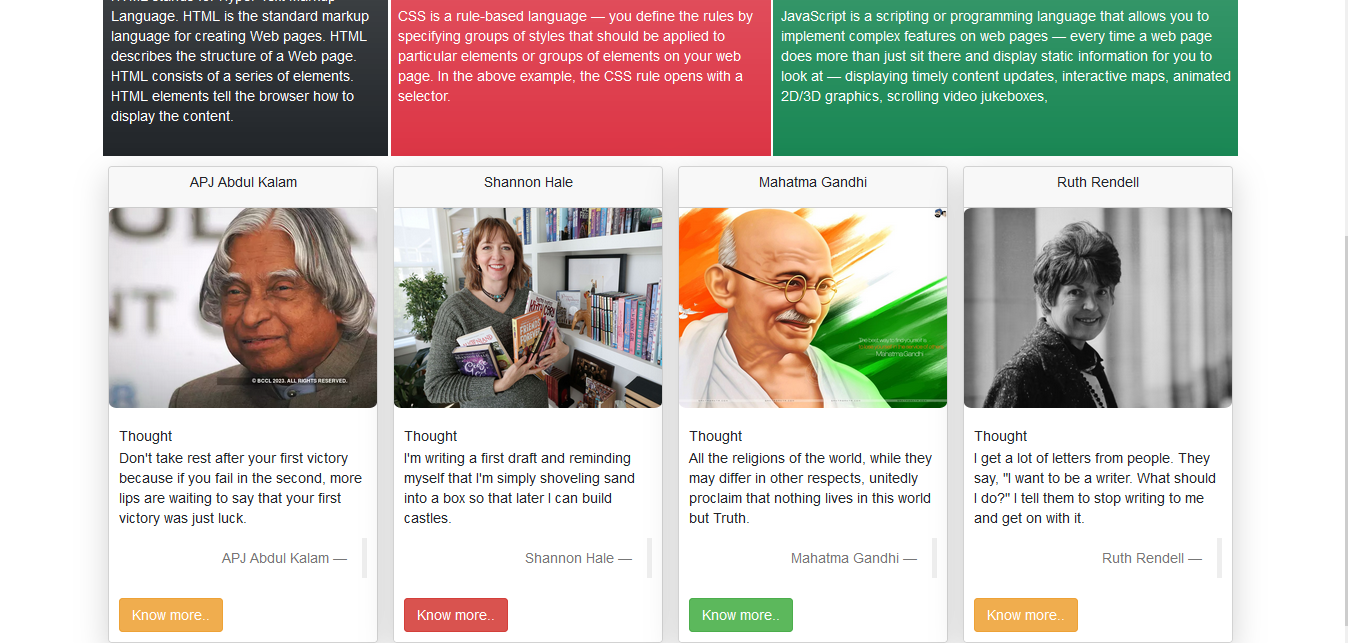 Language. HTML is the standard markup
language for creating Web pages. HTML
describes the structure of a Web page.
HTML consists of a series of elements.
HTML elements tell the browser how to
display the content.
CSS is a rule-based language — you define the rules by
specifying groups of styles that should be applied to
particular elements or groups of elements on your web
page. In the above example, the CSS rule opens with a
selector.
JavaScript is a scripting or programming language that allows you to
implement complex features on web pages — every time a web page
does more than just sit there and display static information for you to
look at — displaying timely content updates, interactive maps, animated
2D/3D graphics, scrolling video jukeboxes,
APJ Abdul Kalam
© BCCL 2023. ALL RIGHTS RESERVED.
Thought
Don't take rest after your first victory
because if you fail in the second, more
lips are waiting to say that your first
victory was just luck.
APJ Abdul Kalam —
Know more..
Shannon Hale
Thought
I'm writing a first draft and reminding
myself that I'm simply shoveling sand
into a box so that later I can build
castles.
Shannon Hale —
Know more..
Mahatma Gandhi
The best way to find yourself is
Mahatma Gandhi
Thought
All the religions of the world, while they
may differ in other respects, unitedly
proclaim that nothing lives in this world
but Truth.
Mahatma Gandhi —
Know more..
Ruth Rendell
Thought
I get a lot of letters from people. They
say, "I want to be a writer. What should
I do?" I tell them to stop writing to me
and get on with it.
Ruth Rendell —
Know more..